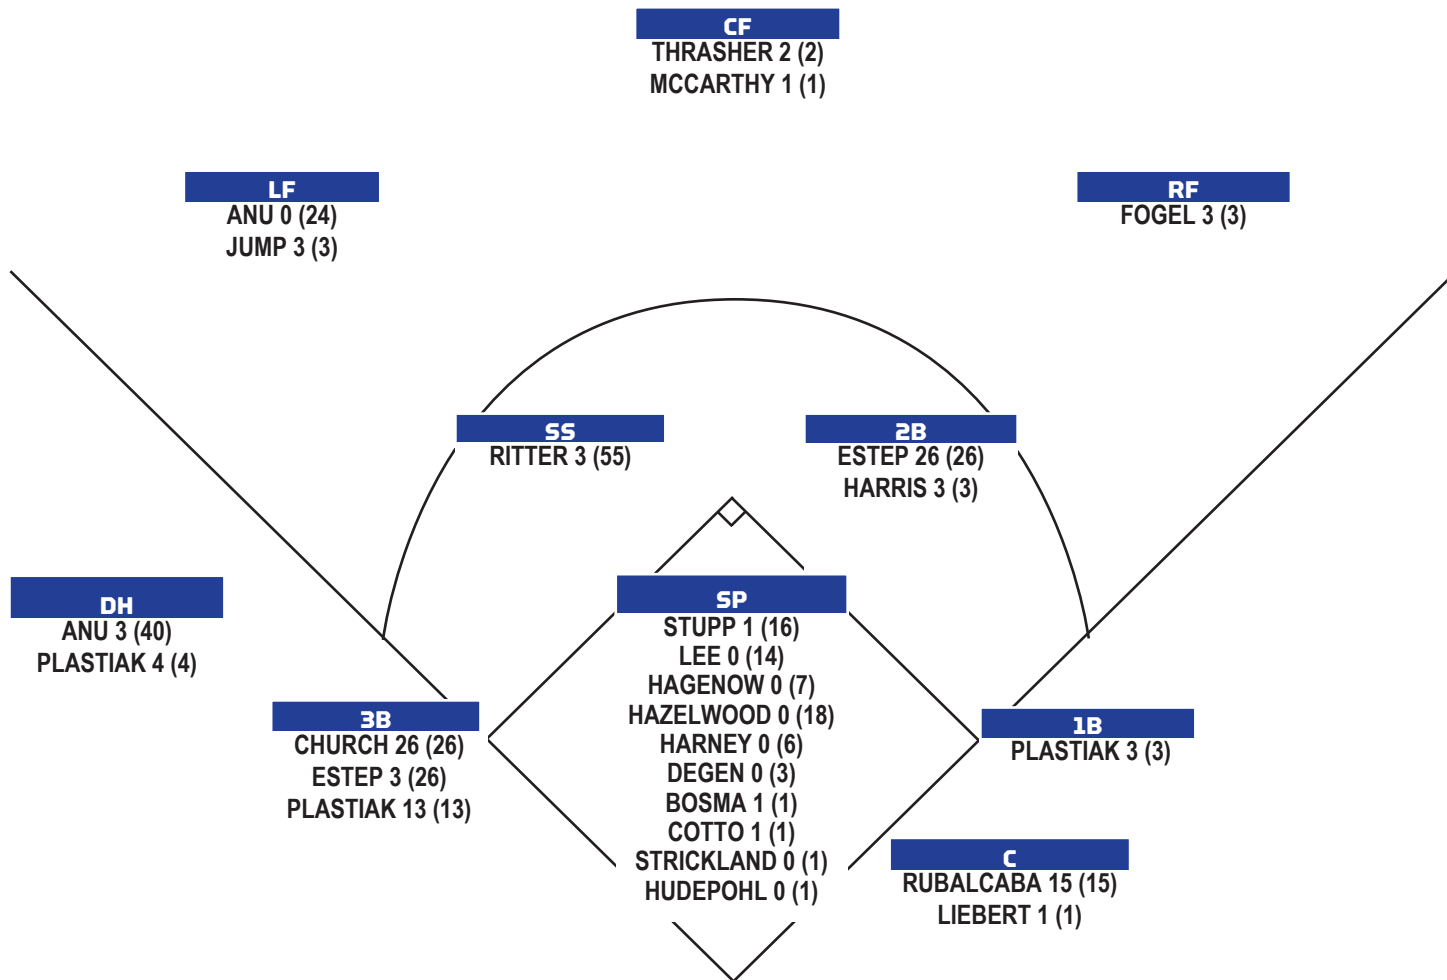 CF
THRASHER 2 (2)
MCCARTHY 1 (1)
LF
ANU 0 (24)
JUMP 3 (3)
RF
FOGEL 3 (3)
SS
RITTER 3 (55)
2B
ESTEP 26 (26)
HARRIS 3 (3)
DH
ANU 3 (40)
PLASTIAK 4 (4)
SP
STUPP 1 (16)
LEE 0 (14)
HAGENOW 0 (7)
HAZELWOOD 0 (18)
HARNEY 0 (6)
DEGEN 0 (3)
BOSMA 1 (1)
COTTO 1 (1)
STRICKLAND 0 (1)
HUDEPOHL 0 (1)
3B
CHURCH 26 (26)
ESTEP 3 (26)
PLASTIAK 13 (13)
1B
PLASTIAK 3 (3)
C
RUBALCABA 15 (15)
LIEBERT 1 (1)